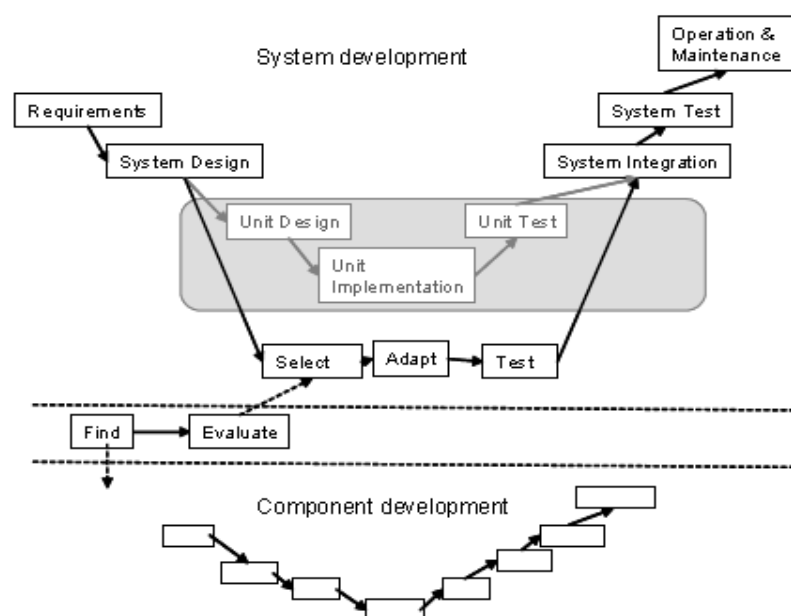 Operation &
Maintenance
System development
Requirements
System Test
System Design
System Integration
Unit Design
Unit Test
Unit
Implementation
Select
Adapt
Test
Find
Evaluate
Component development